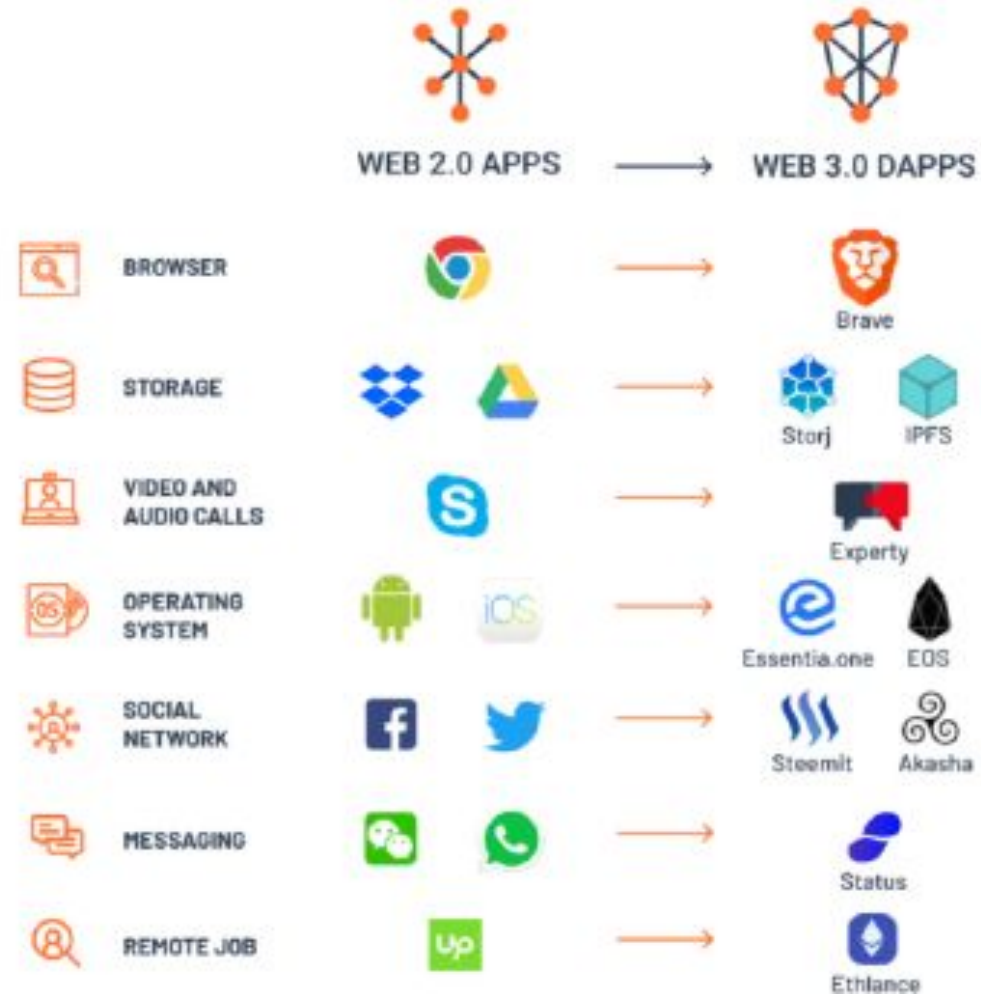 WEB 2.0 APPS
WEB 3.0 DAPPS
BROWSER
Brave
STORAGE
Storj
IPFS
VIDEO AND
AUDIO CALLS
S
Experty
OS
OPERATING
SYSTEM
iOS
Essentia.one
EOS
SOCIAL
NETWORK
f
Steemit
Akasha
MESSAGING
Status
REMOTE JOB
Up
Ethlance